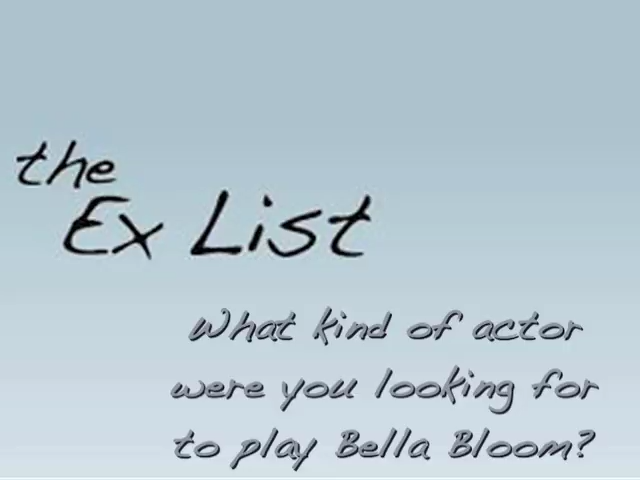 the
Ex List
What kind of actor
were you looking for
to play Bella Bloom?